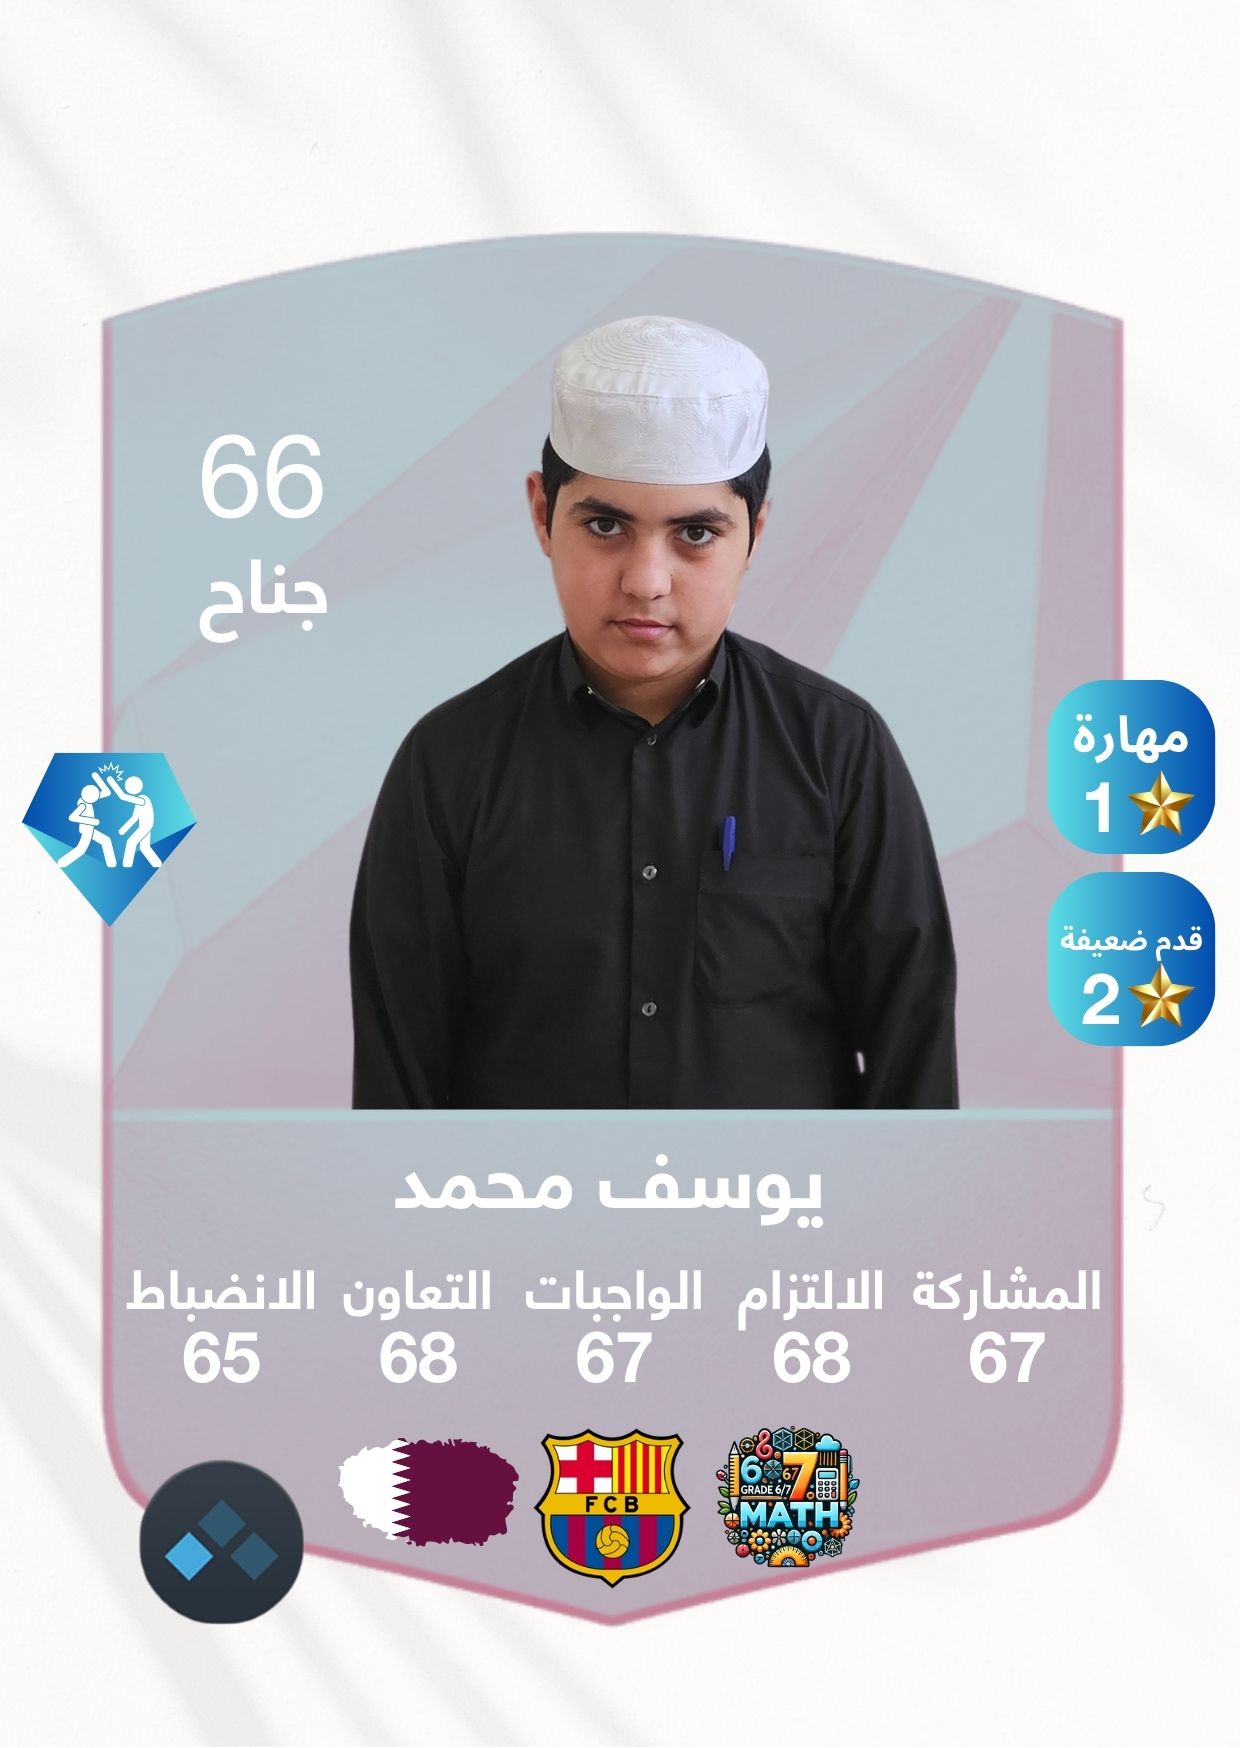 66
جناح
مهارة
1
قدم ضعيفة
2
يوسف محمد
المشاركة الالتزام الواجبات التعاون الانضباط
67 68 67 68 65
FCB
6 67 7
GRADE 6/7
MATH